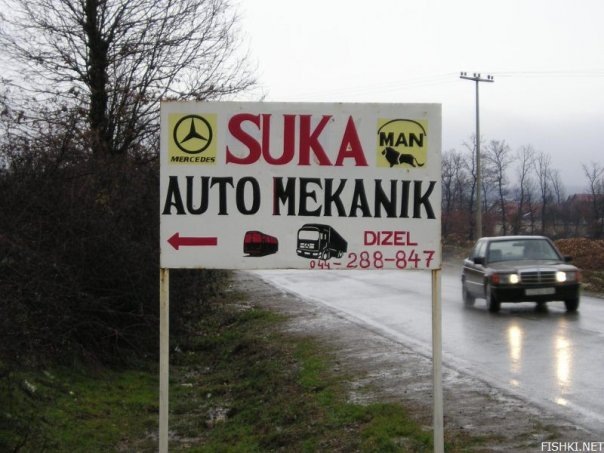 SUKA
MERCEDES
MAN
AUTO MEKANIK
DIZEL
044-288-847
FISHKI.NET